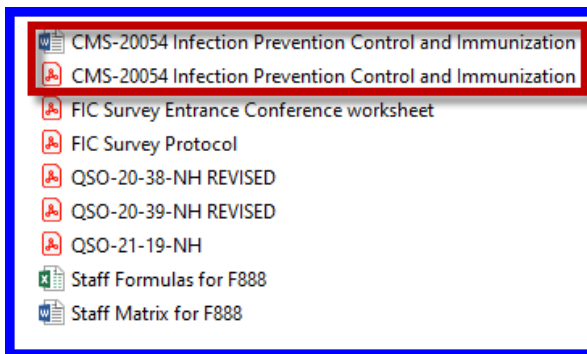 CMS-20054 Infection Prevention Control and Immunization
CMS-20054 Infection Prevention Control and Immunization
FIC Survey Entrance Conference worksheet
FIC Survey Protocol
QSO-20-38-NH REVISED
QSO-20-39-NH REVISED
QSO-21-19-NH
Staff Formulas for F888
Staff Matrix for F888